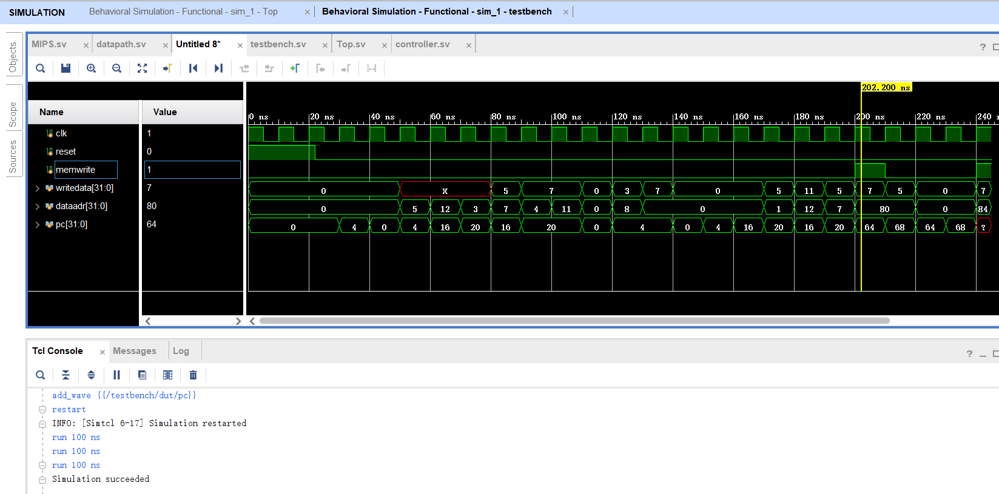 SIMULATION Behavioral Simulation - Functional - sim_1 - Top × Behavioral Simulation - Functional - sim_1 - testbench ×
Objects
Scope
Sources
MIPS.sv × datapath.sv × Untitled 8* × testbench.sv × Top.sv × controller.sv × ?
202.200 ns
Name Value
0 ns 20 ns 40 ns 60 ns 80 ns 100 ns 120 ns 140 ns 160 ns 180 ns 200 ns 220 ns 240 n
clk 1
reset 0
memwrite 1
writedata[31:0] 7 0 X 5 7 0 3 7 0 5 11 5 7 5 0 7
dataadr[31:0] 80 0 5 12 3 7 4 11 0 8 0 1 12 7 80 0 84
pc[31:0] 64 0 4 0 4 16 20 16 20 0 4 0 4 16 20 16 20 64 68 64 68 ?
Tcl Console × Messages Log ?
add_wave {{/testbench/dut/pc}}
restart
INFO: [Simtcl 6-17] Simulation restarted
run 100 ns
run 100 ns
run 100 ns
Simulation succeeded